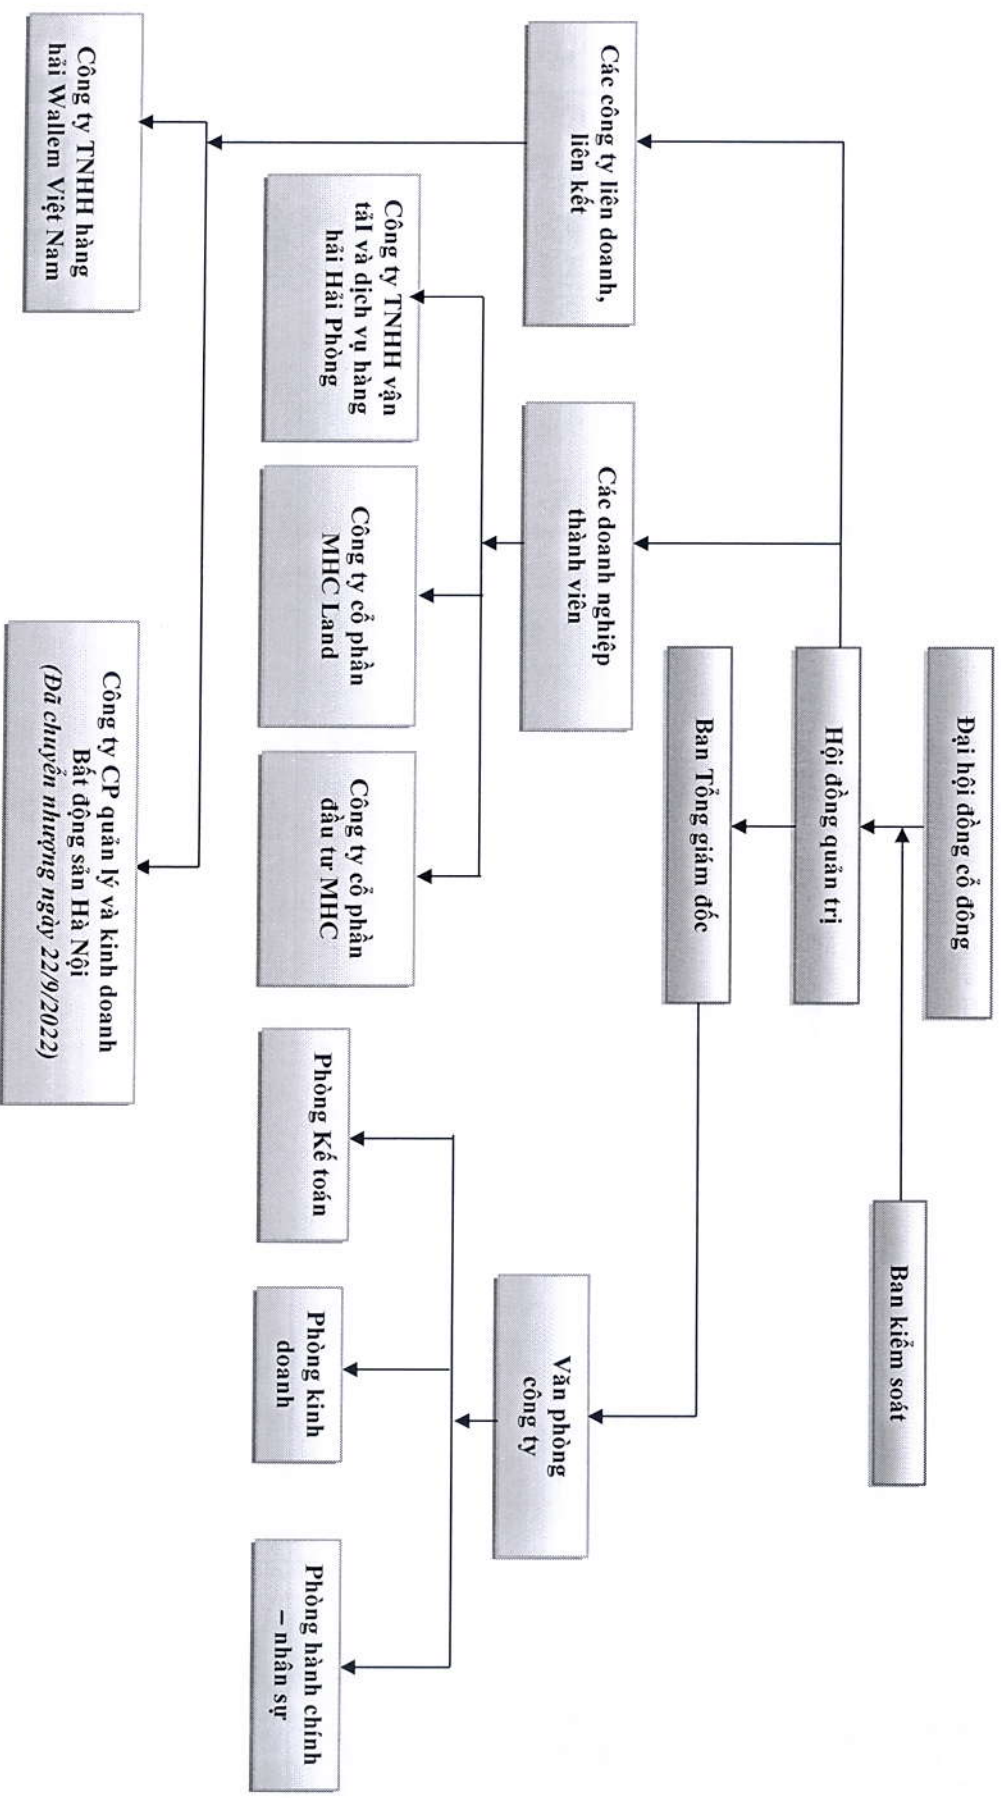 Đại hội đồng cổ đông
Ban kiểm soát
Hội đồng quản trị
Ban Tổng giám đốc
Các công ty liên doanh,
liên kết
Các doanh nghiệp
thành viên
Văn phòng
công ty
Công ty TNHH vận
tảI và dịch vụ hàng
hải Hải Phòng
Công ty cổ phần
MHC Land
Công ty cổ phần
đầu tư MHC
Phòng Kế toán
Phòng kinh
doanh
Phòng hành chính
– nhân sự
Công ty TNHH hàng
hải Wallem Việt Nam
Công ty CP quản lý và kinh doanh
Bất động sản Hà Nội
(Đã chuyển nhượng ngày 22/9/2022)